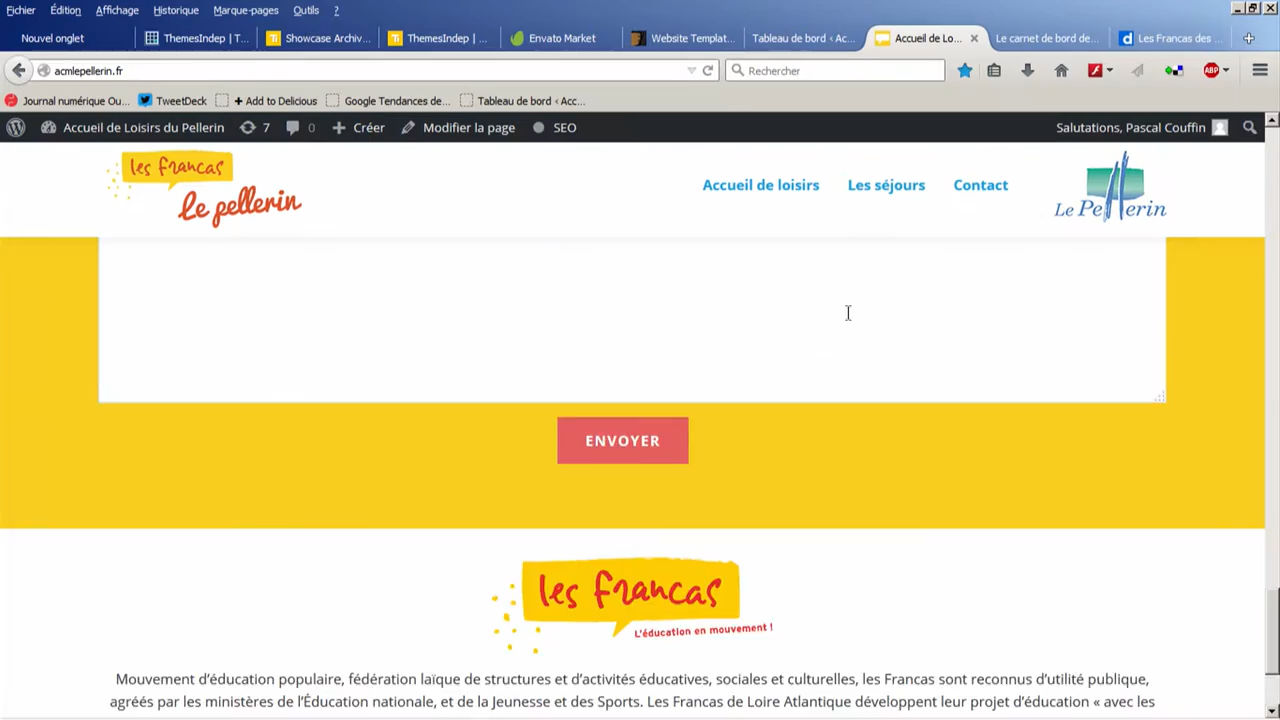 Fichier Édition Affichage Historique Marque-pages Outils ?
Nouvel onglet ThemesIndep | T... Showcase Archiv... ThemesIndep | ... Envato Market Website Templat... Tableau de bord ‹ Ac... Accueil de Lo... Le carnet de bord de... Les Francas des ...
acmlepellerin.fr Rechercher ABP
Journal numérique Ou... TweetDeck + Add to Delicious Google Tendances de... Tableau de bord ‹ Acc...
Accueil de Loisirs du Pellerin 7 0 Créer Modifier la page SEO Salutations, Pascal Couffin
les francas
le pellerin
Accueil de loisirs Les séjours Contact
Le Pellerin
ENVOYER
les francas
L'éducation en mouvement !
Mouvement d'éducation populaire, fédération laïque de structures et d'activités éducatives, sociales et culturelles, les Francas sont reconnus d'utilité publique,
agréés par les ministères de l'Éducation nationale, et de la Jeunesse et des Sports. Les Francas de Loire Atlantique développent leur projet d'éducation « avec les